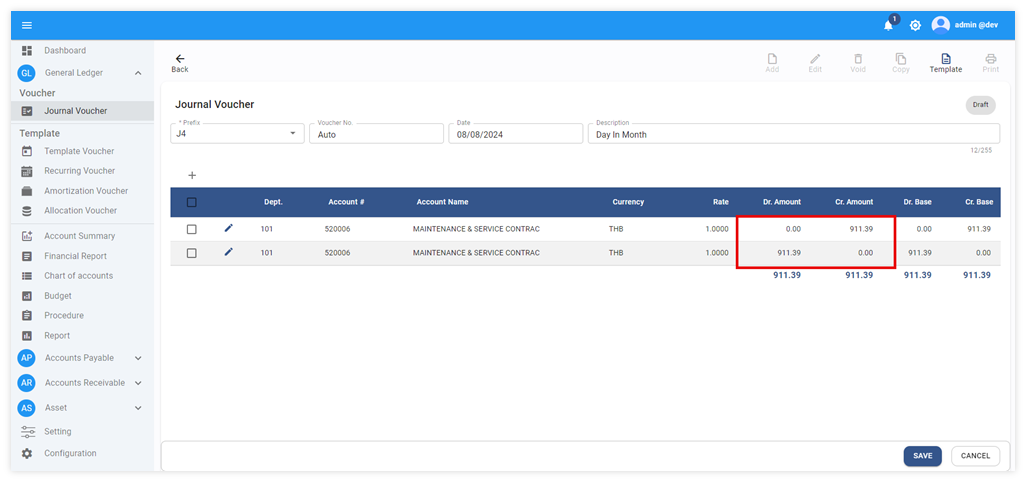 1
admin @dev
Dashboard
GL General Ledger
Voucher
Journal Voucher
Template
Template Voucher
Recurring Voucher
Amortization Voucher
Allocation Voucher
Account Summary
Financial Report
Chart of accounts
Budget
Procedure
Report
AP Accounts Payable
AR Accounts Receivable
AS Asset
Setting
Configuration
Back
Add Edit Void Copy Template Print
Journal Voucher
Draft
* Prefix Voucher No. Date Description
J4 Auto 08/08/2024 Day In Month
12/255
+
Dept. Account # Account Name Currency Rate Dr. Amount Cr. Amount Dr. Base Cr. Base
101 520006 MAINTENANCE & SERVICE CONTRAC THB 1.0000 0.00 911.39 0.00 911.39
101 520006 MAINTENANCE & SERVICE CONTRAC THB 1.0000 911.39 0.00 911.39 0.00
911.39 911.39 911.39 911.39
SAVE CANCEL